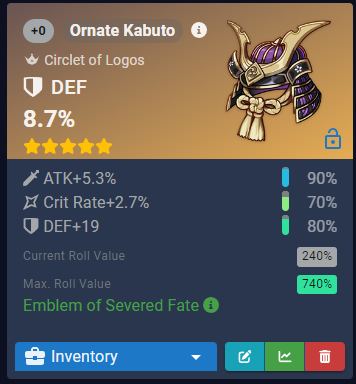 +0 Ornate Kabuto
Circlet of Logos
DEF
8.7%
ATK+5.3% 90%
Crit Rate+2.7% 70%
DEF+19 80%
Current Roll Value 240%
Max. Roll Value 740%
Emblem of Severed Fate
Inventory